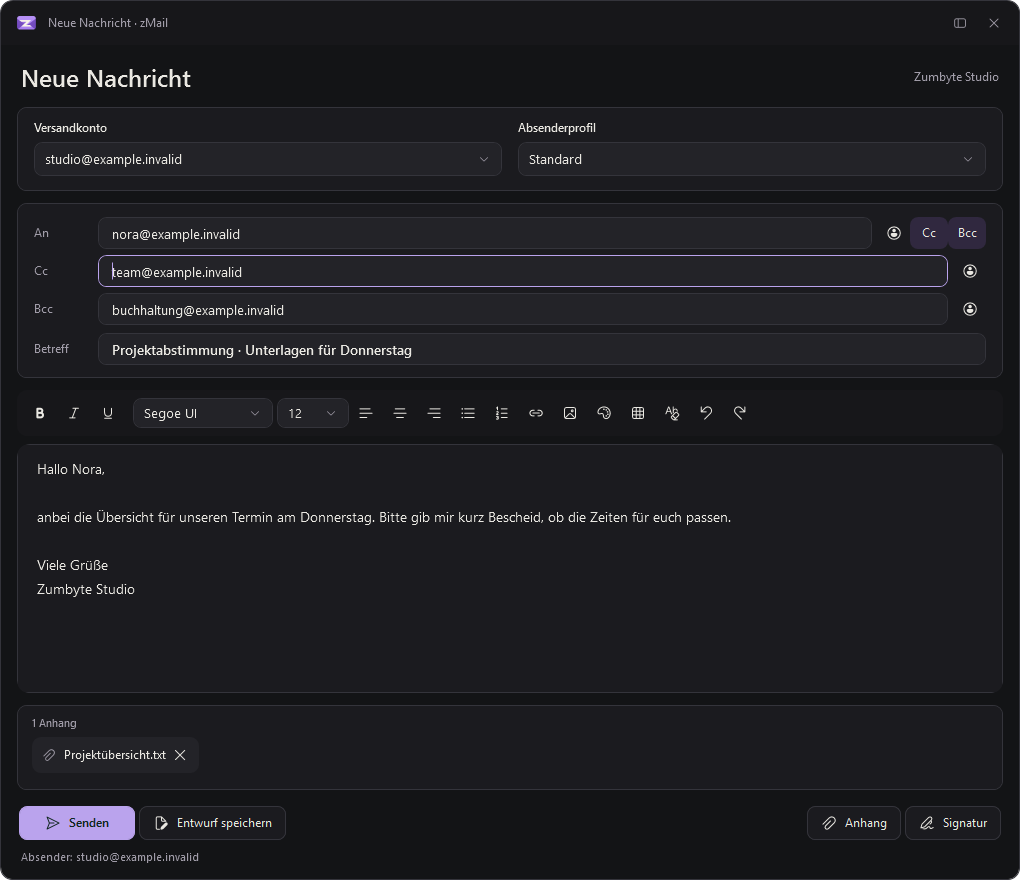 Neue Nachricht · zMail
Neue Nachricht
Zumbyte Studio
Versandkonto
Absenderprofil
studio@example.invalid
Standard
An
nora@example.invalid
Cc
Bcc
Cc
team@example.invalid
Bcc
buchhaltung@example.invalid
Betreff
Projektabstimmung · Unterlagen für Donnerstag
B I U Segoe UI 12
Hallo Nora,
anbei die Übersicht für unseren Termin am Donnerstag. Bitte gib mir kurz Bescheid, ob die Zeiten für euch passen.
Viele Grüße
Zumbyte Studio
1 Anhang
Projektübersicht.txt
Senden
Entwurf speichern
Anhang
Signatur
Absender: studio@example.invalid